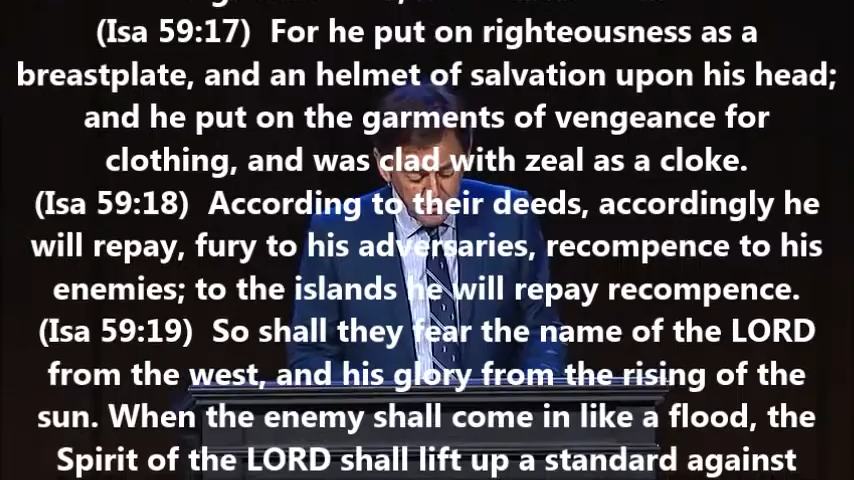 (Isa 59:17)  For he put on righteousness as a
breastplate, and an helmet of salvation upon his head;
and he put on the garments of vengeance for
clothing, and was clad with zeal as a cloke.
(Isa 59:18)  According to their deeds, accordingly he
will repay, fury to his adversaries, recompence to his
enemies; to the islands he will repay recompence.
(Isa 59:19)  So shall they fear the name of the LORD
from the west, and his glory from the rising of the
sun. When the enemy shall come in like a flood, the
Spirit of the LORD shall lift up a standard against